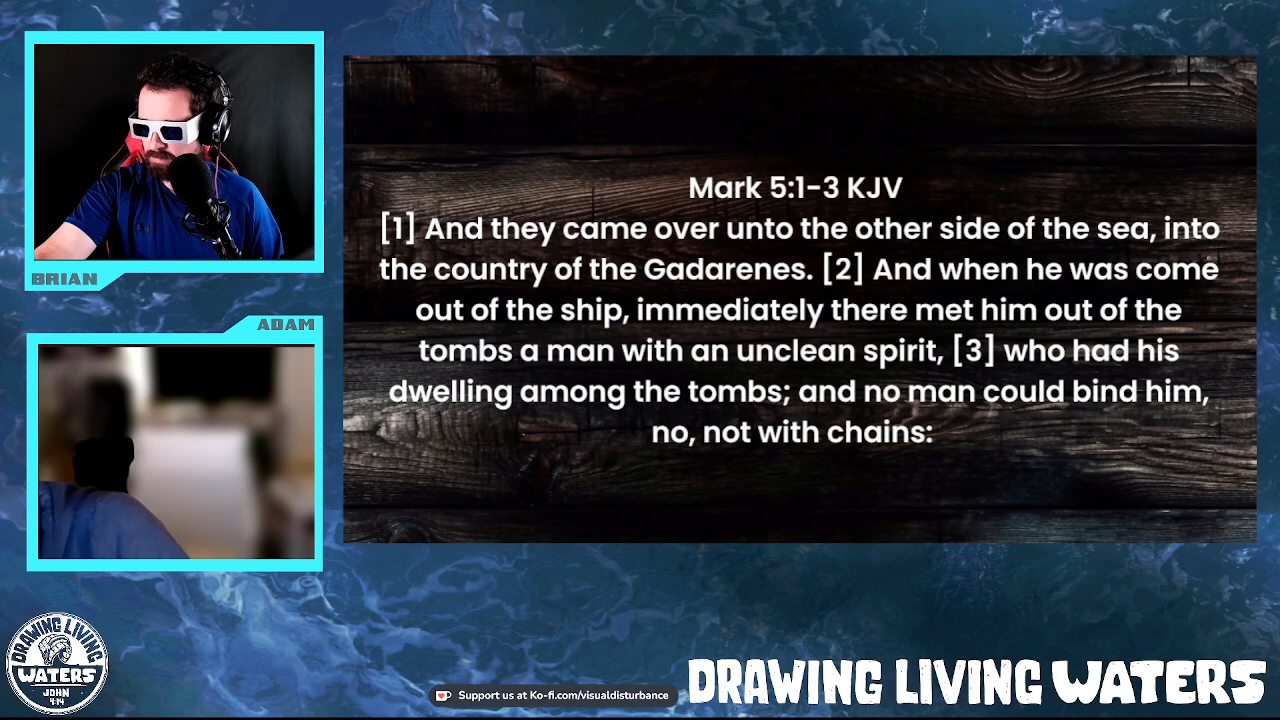 BRIAN
ADAM
Mark 5:1-3 KJV
[1] And they came over unto the other side of the sea, into
the country of the Gadarenes. [2] And when he was come
out of the ship, immediately there met him out of the
tombs a man with an unclean spirit, [3] who had his
dwelling among the tombs; and no man could bind him,
no, not with chains:
DRAWING LIVING
WATERS
JOHN
4:14
Support us at Ko-fi.com/visualdisturbance
DRAWING LIVING WATERS